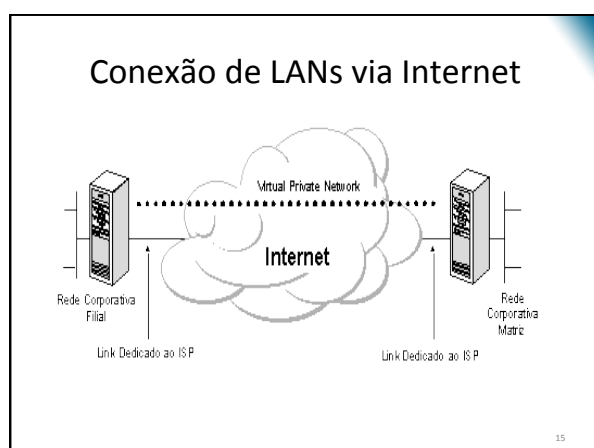 Conexão de LANs via Internet
Virtual Private Network
Internet
Rede Corporativa
Filial
Rede
Corporativa
Matriz
Link Dedicado ao ISP
Link Dedicado ao ISP
15